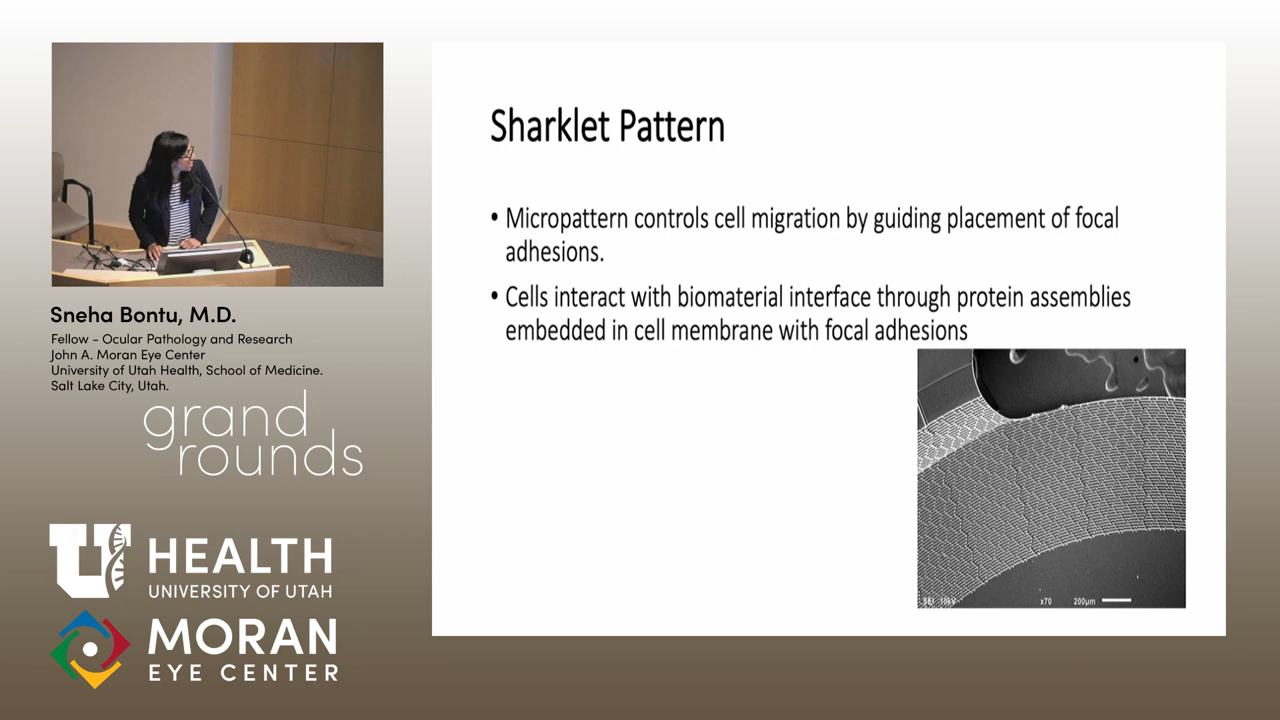 Sharklet Pattern
• Micropattern controls cell migration by guiding placement of focal
adhesions.
• Cells interact with biomaterial interface through protein assemblies
embedded in cell membrane with focal adhesions
SEI 10kV x70 200µm
Sneha Bontu, M.D.
Fellow - Ocular Pathology and Research
John A. Moran Eye Center
University of Utah Health, School of Medicine.
Salt Lake City, Utah.
grand
rounds
U HEALTH
UNIVERSITY OF UTAH
MORAN
EYE CENTER